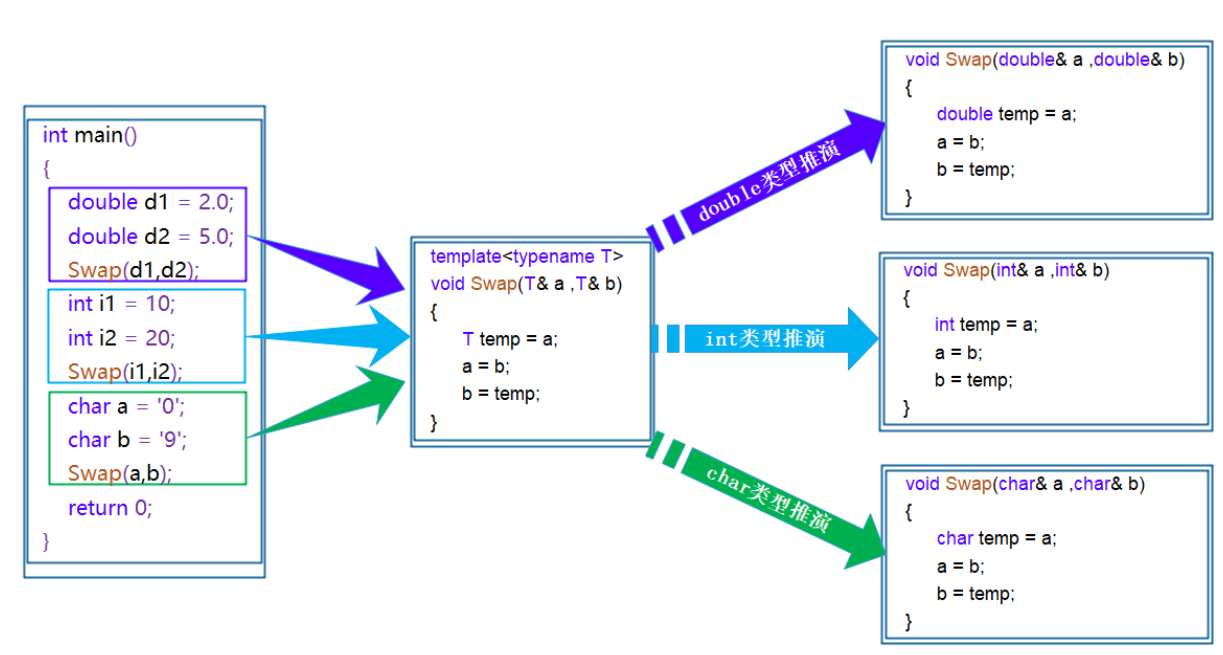 int main()
{
double d1 = 2.0;
double d2 = 5.0;
Swap(d1,d2);
int i1 = 10;
int i2 = 20;
Swap(i1,i2);
char a = '0';
char b = '9';
Swap(a,b);
return 0;
}
template<typename T>
void Swap(T& a ,T& b)
{
T temp = a;
a = b;
b = temp;
}
double类型推演
int类型推演
char类型推演
void Swap(double& a ,double& b)
{
double temp = a;
a = b;
b = temp;
}
void Swap(int& a ,int& b)
{
int temp = a;
a = b;
b = temp;
}
void Swap(char& a ,char& b)
{
char temp = a;
a = b;
b = temp;
}